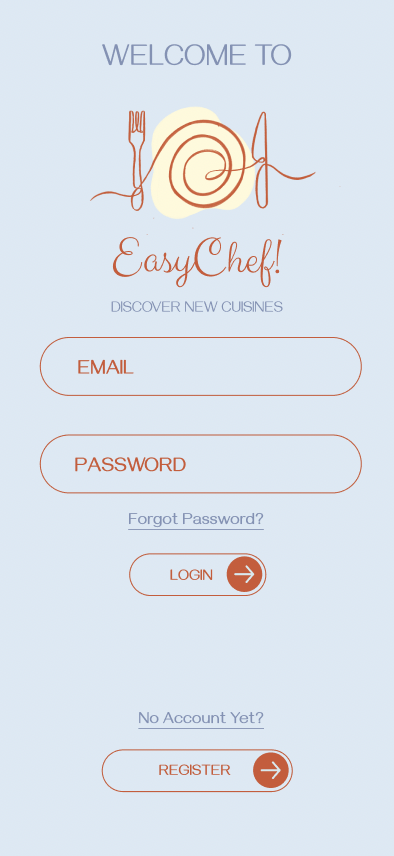 WELCOME TO
EasyChef!
DISCOVER NEW CUISINES
EMAIL
PASSWORD
Forgot Password?
LOGIN
No Account Yet?
REGISTER